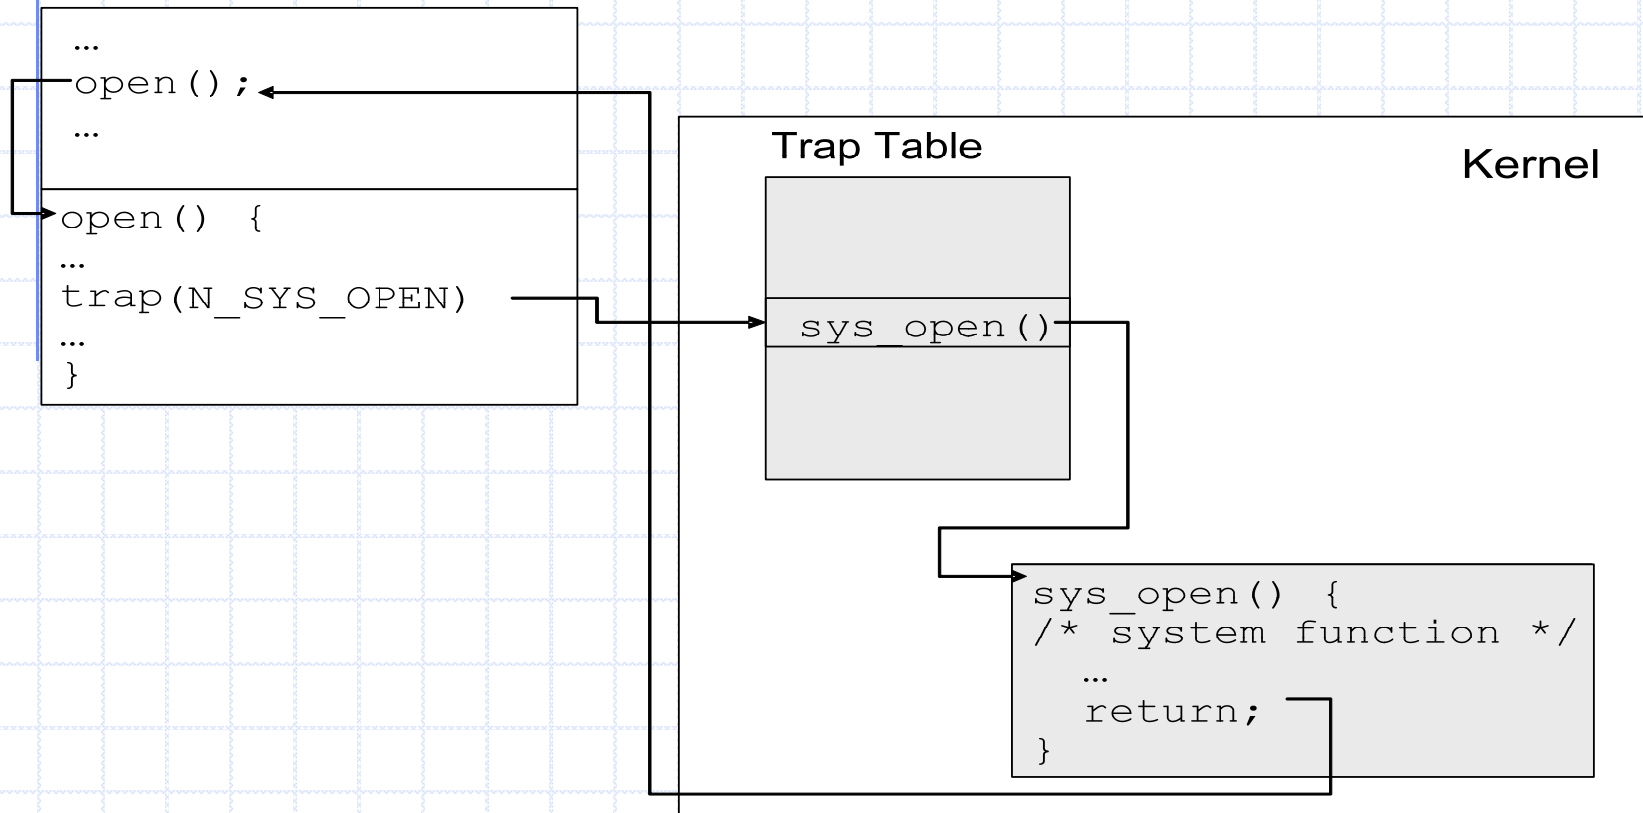 …
open();
…
open() {
…
trap(N_SYS_OPEN)
…
}
Trap Table
Kernel
sys_open()
sys_open() {
/* system function */
…
return;
}